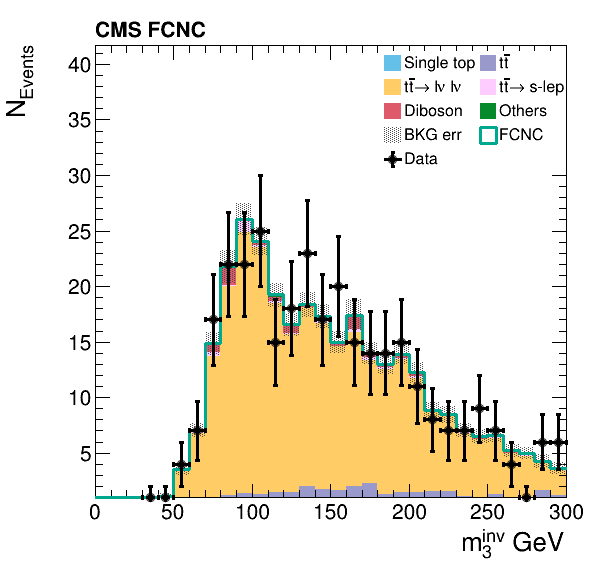 CMS FCNC
N_Events
40
35
30
25
20
15
10
5
Single top
tt̄
tt̄→ lν lν
tt̄→ s-lep
Diboson
Others
BKG err
FCNC
Data
0 50 100 150 200 250 300
m₃^inv GeV